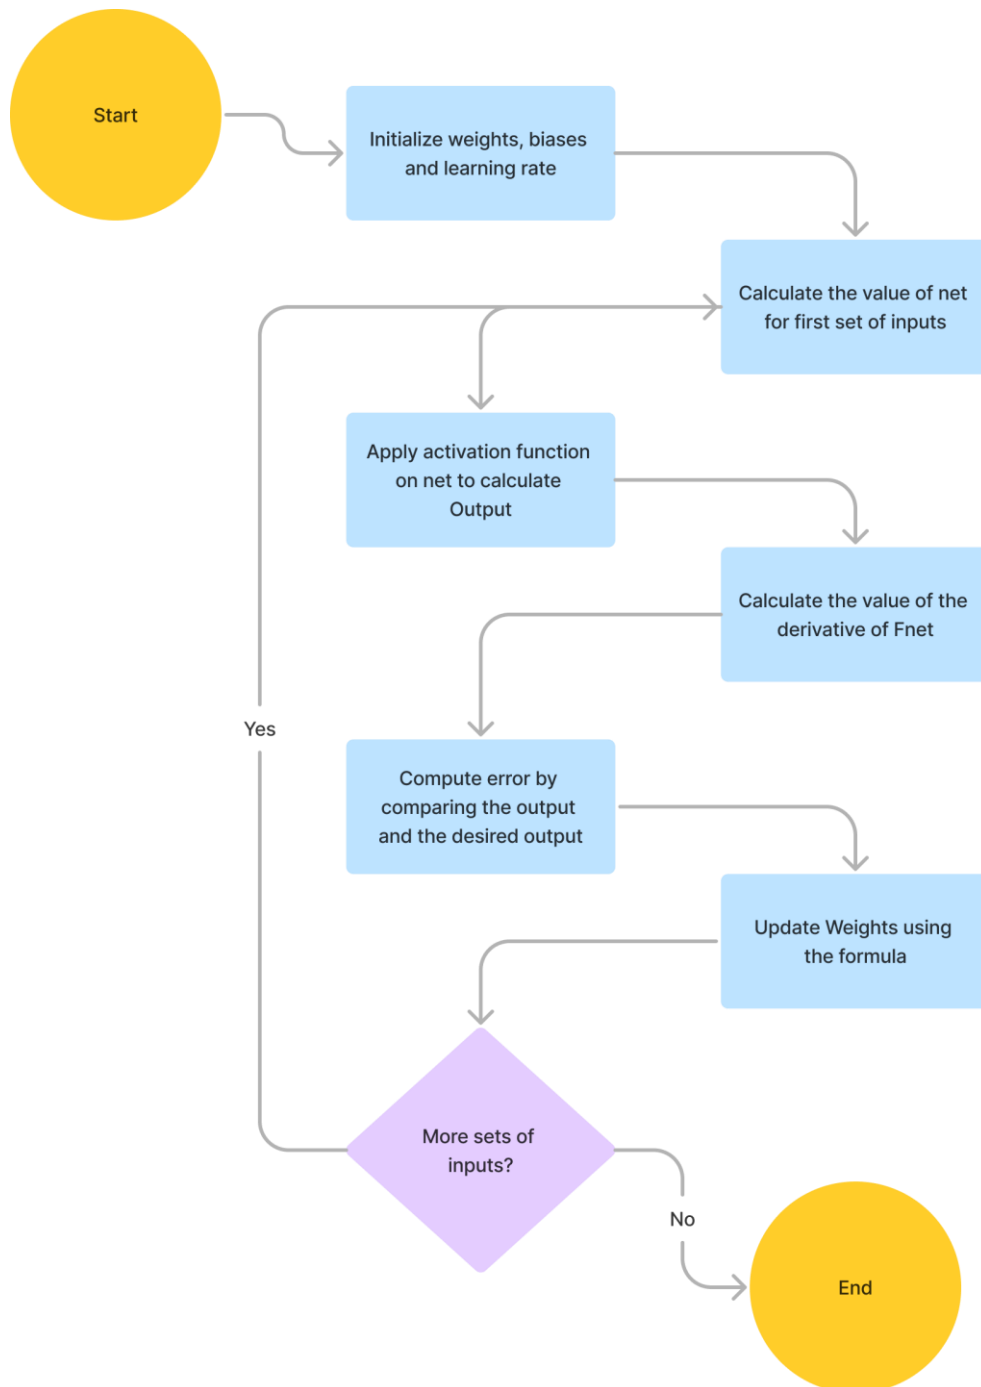 Start
Initialize weights, biases
and learning rate
Calculate the value of net
for first set of inputs
Apply activation function
on net to calculate
Output
Calculate the value of the
derivative of Fnet
Yes
Compute error by
comparing the output
and the desired output
Update Weights using
the formula
More sets of
inputs?
No
End